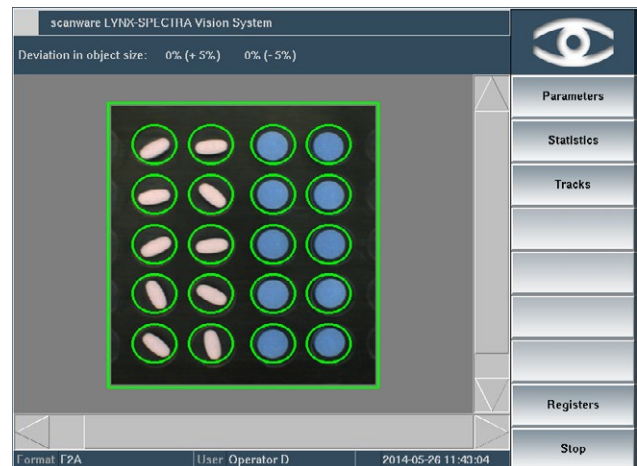 scanware LYNX-SPECTRA Vision System
Deviation in object size: 0% (+ 5%) 0% (- 5%)
Parameters
Statistics
Tracks
Registers
Stop
Format F2A User Operator D 2014-05-26 11:43:04